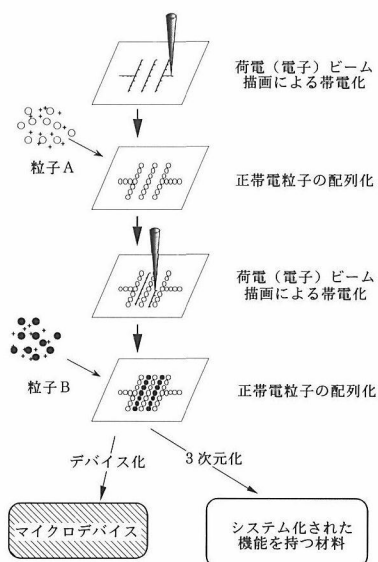 荷電（電子）ビーム
描画による帯電化
粒子A
正帯電粒子の配列化
荷電（電子）ビーム
描画による帯電化
粒子B
正帯電粒子の配列化
デバイス化
3次元化
マイクロデバイス
システム化された
機能を持つ材料